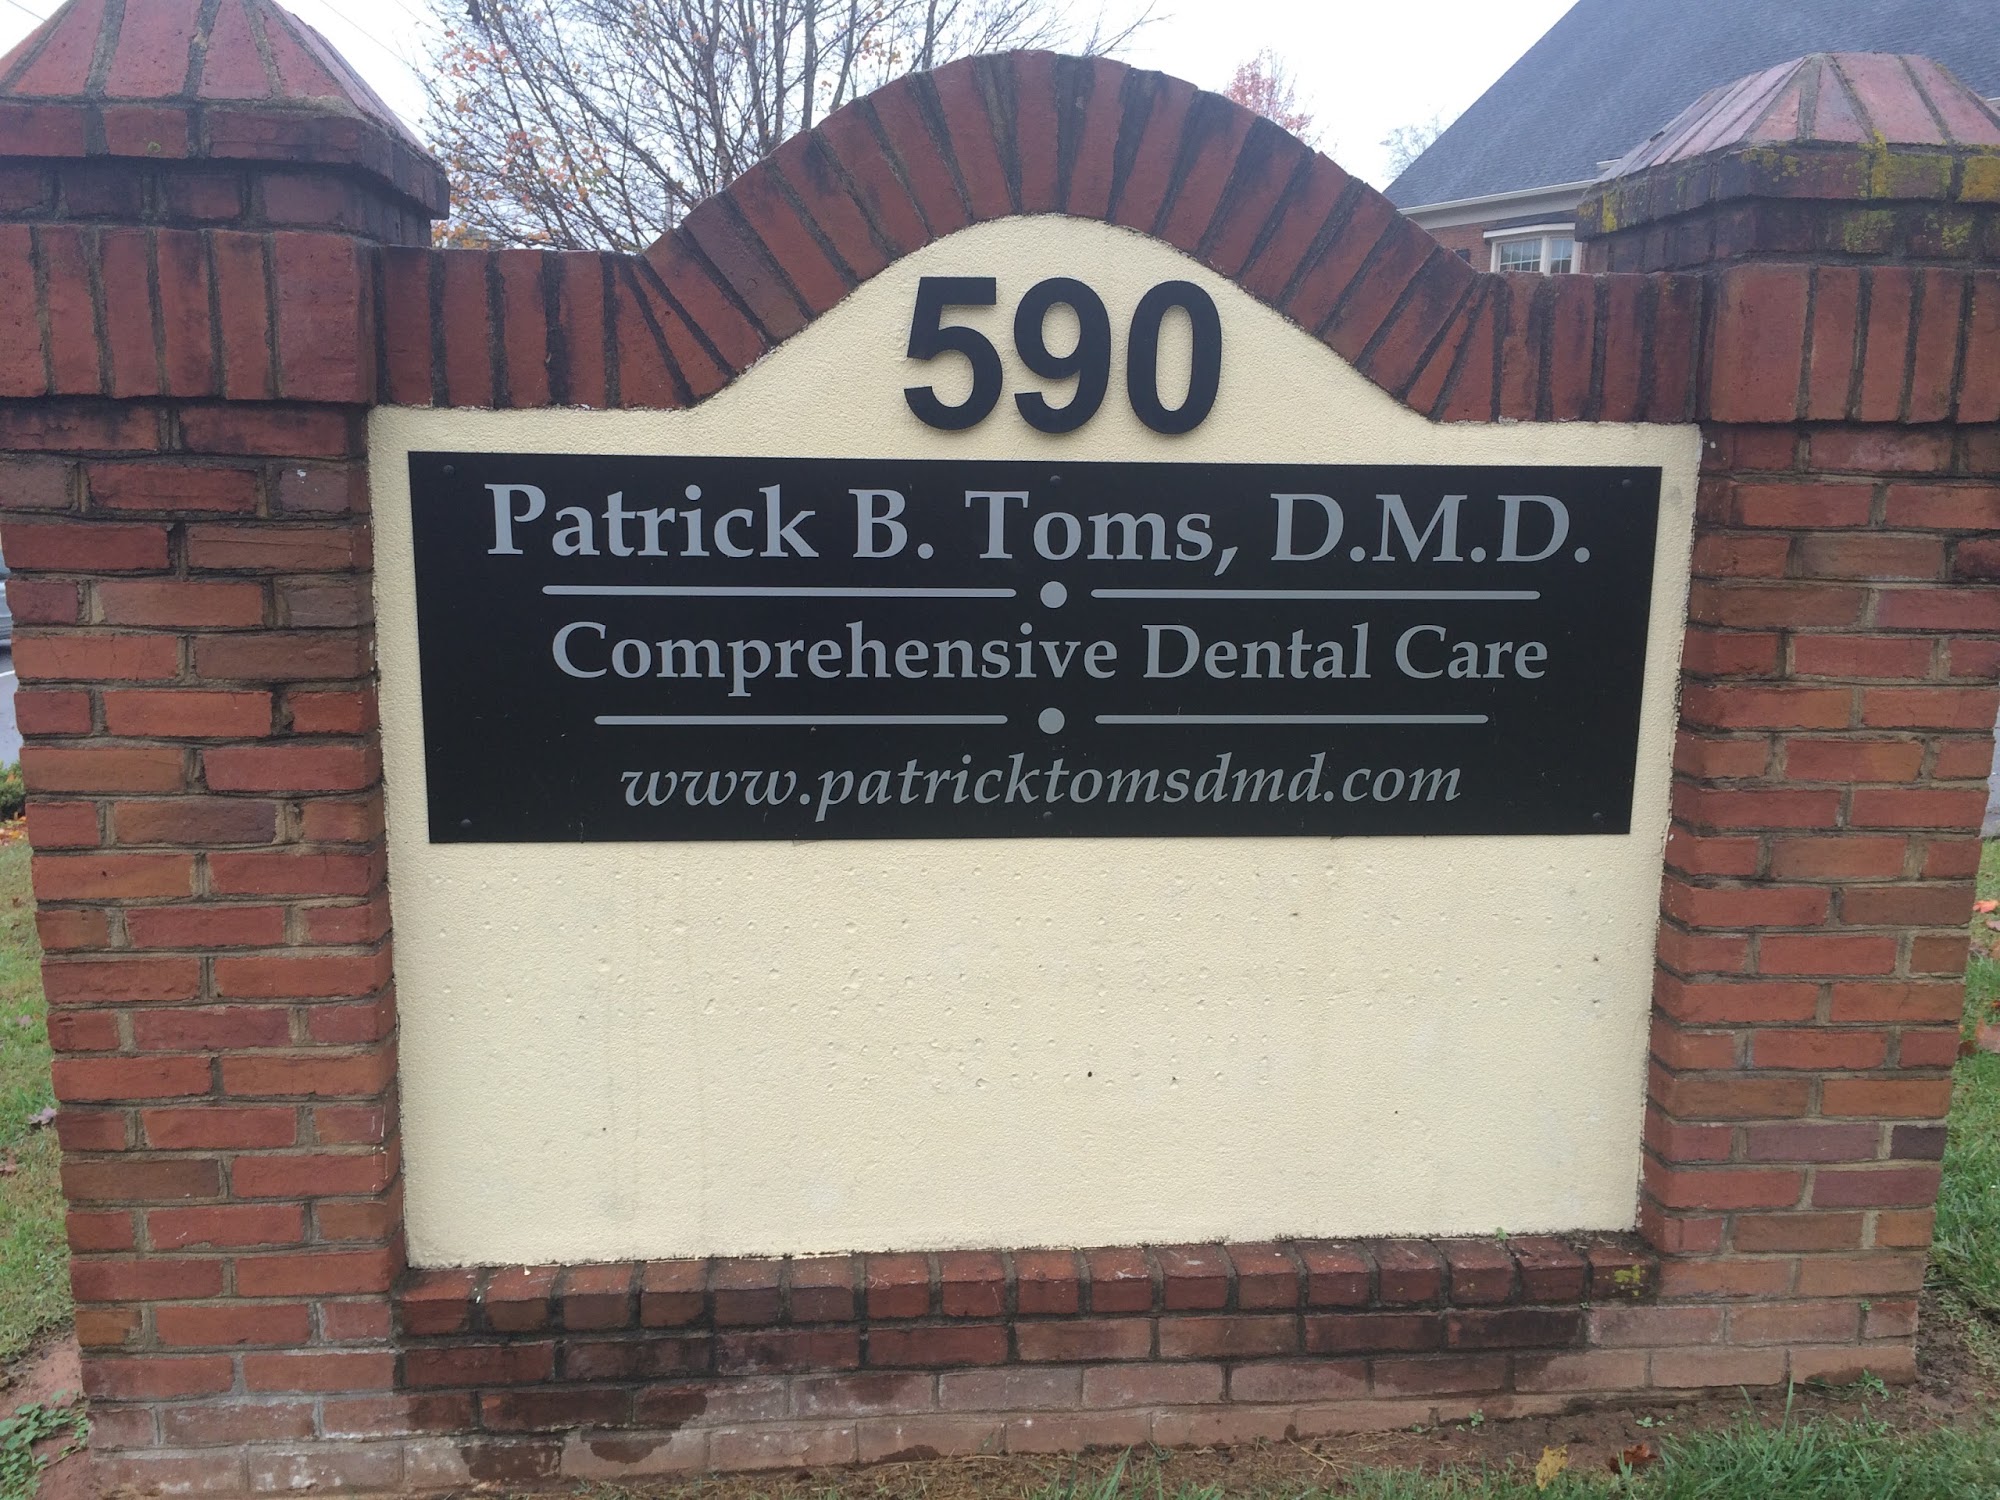 590
Patrick B. Toms, D.M.D.
Comprehensive Dental Care
www.patricktomsdmd.com